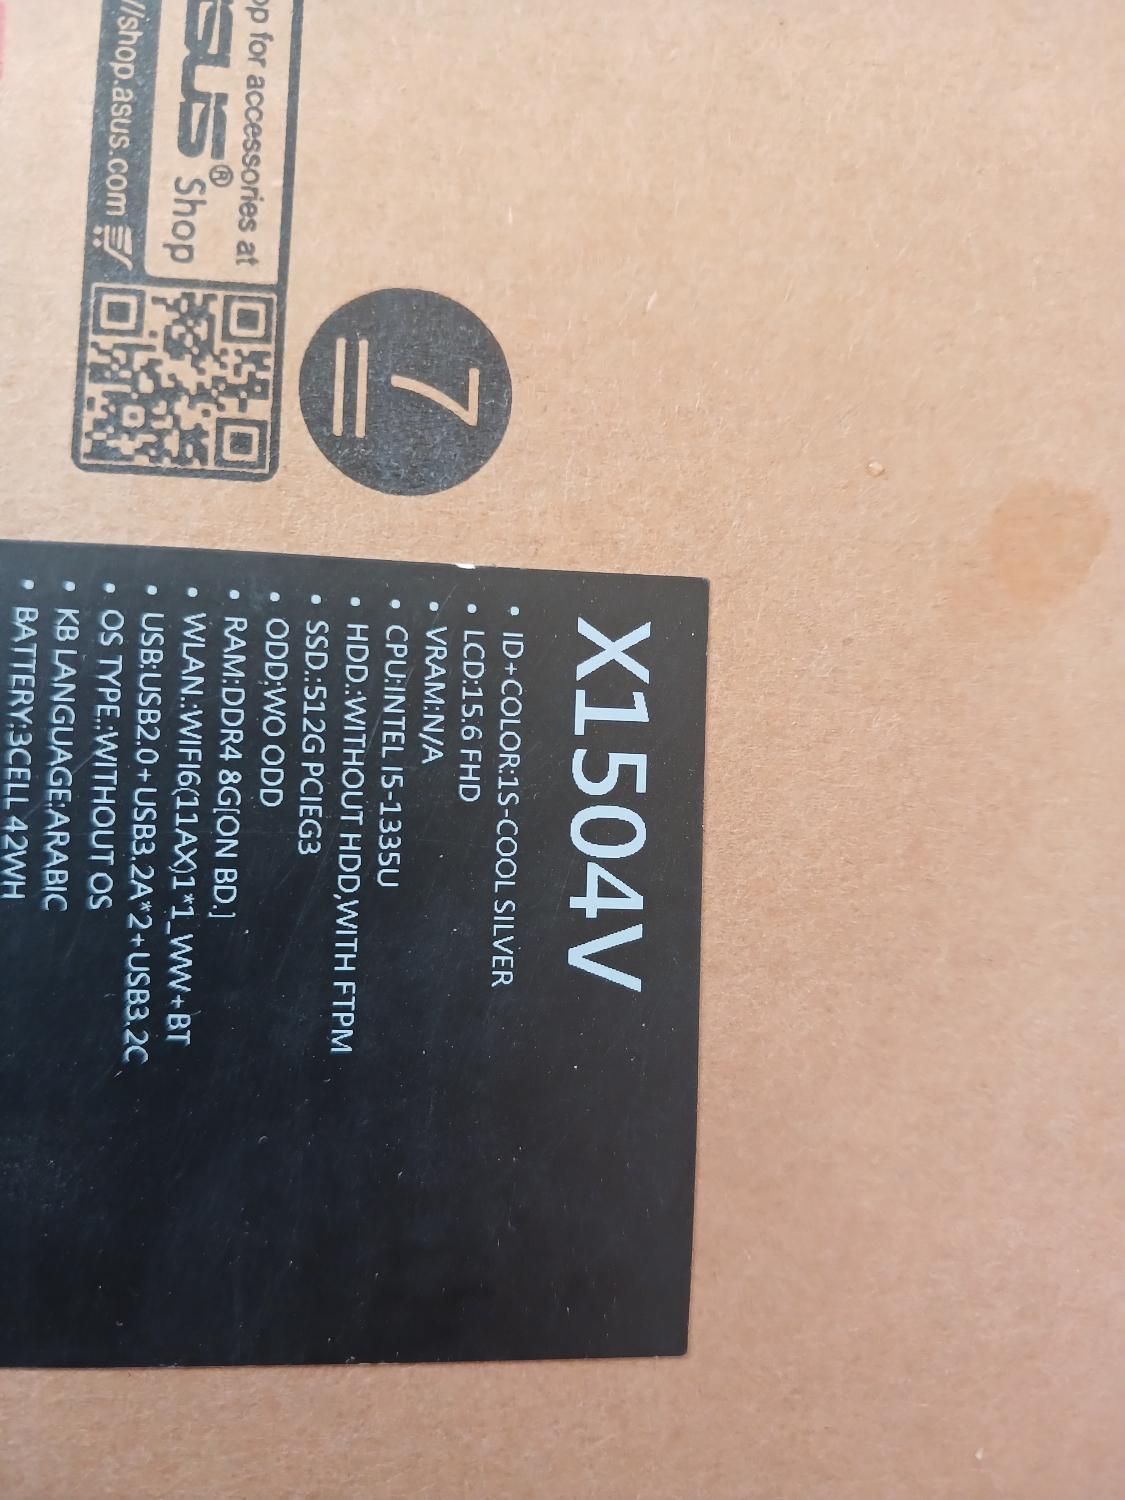 op for accessories at
SUS® Shop
//shop.asus.com
7
X1504V
• ID+COLOR:1S-COOL SILVER
• LCD:15.6 FHD
• VRAM:N/A
• CPU:INTEL I5-1335U
• HDD.:WITHOUT HDD,WITH FTPM
• SSD.:512G PCIEG3
• ODD:WO ODD
• RAM:DDR4 8G[ON BD.]
• WLAN.:WIFI6(11AX)1*1_WW+BT
• USB:USB2.0+USB3.2A*2+USB3.2C
• OS TYPE.:WITHOUT OS
• KB LANGUAGE:ARABIC
• BATTERY:3CELL 42WH